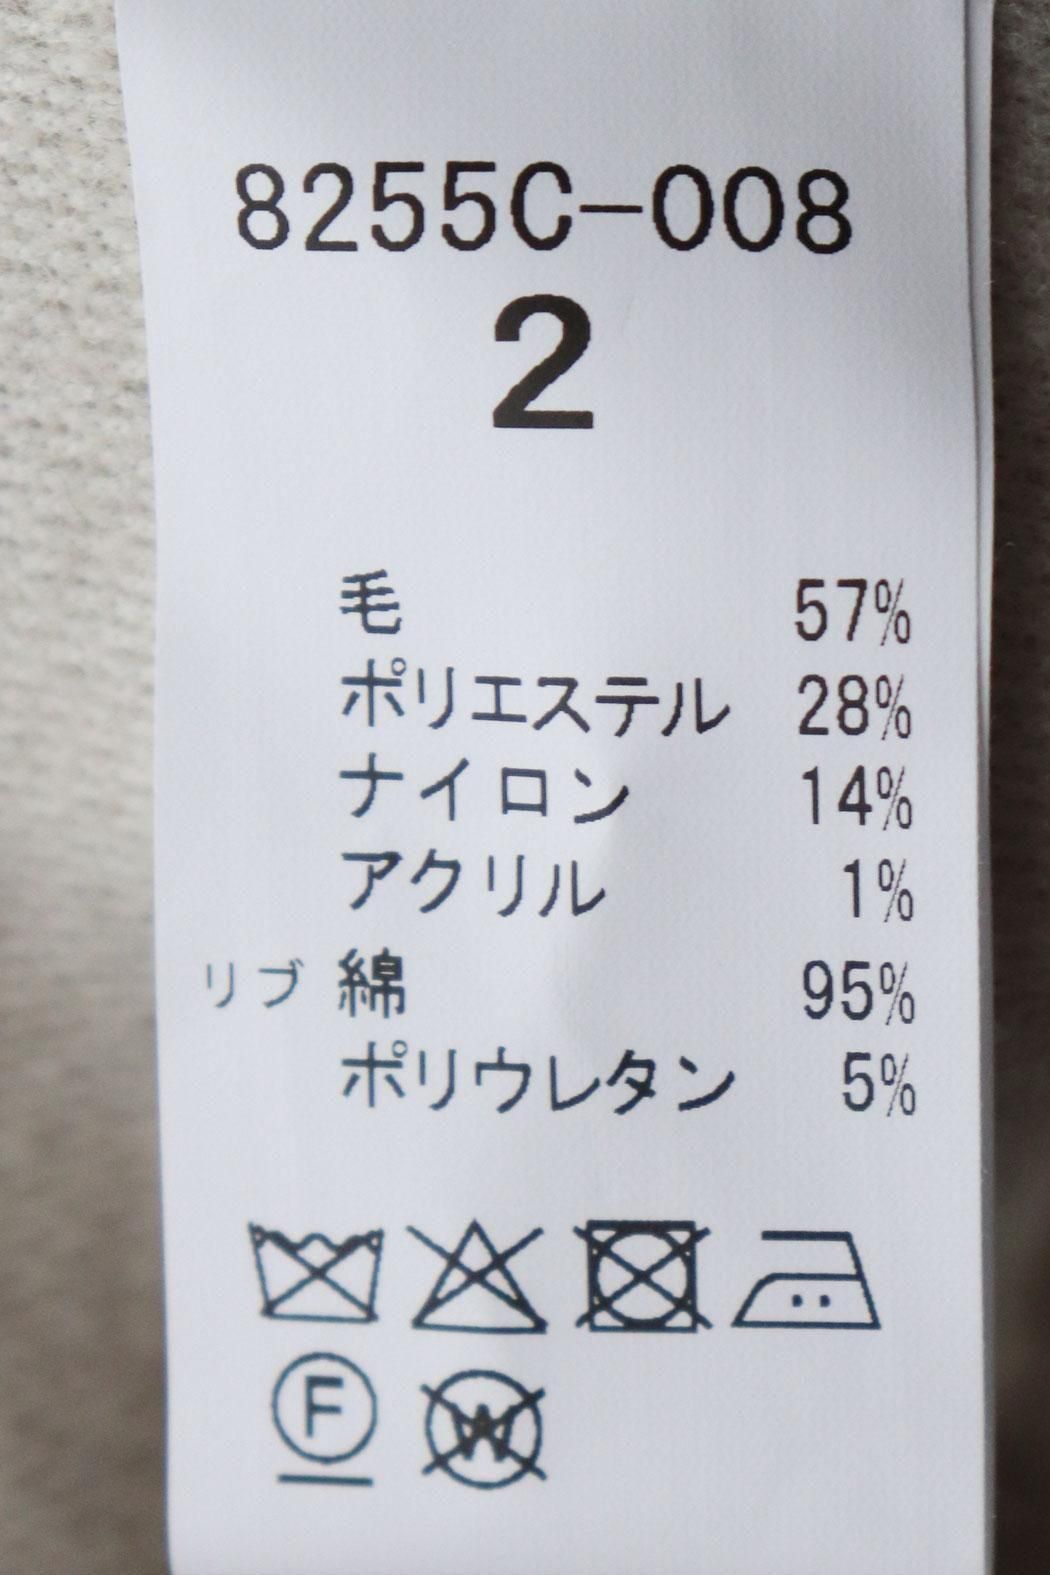 8255C-008
2
毛 57%
ポリエステル 28%
ナイロン 14%
アクリル 1%
リブ 綿 95%
ポリウレタン 5%
F W